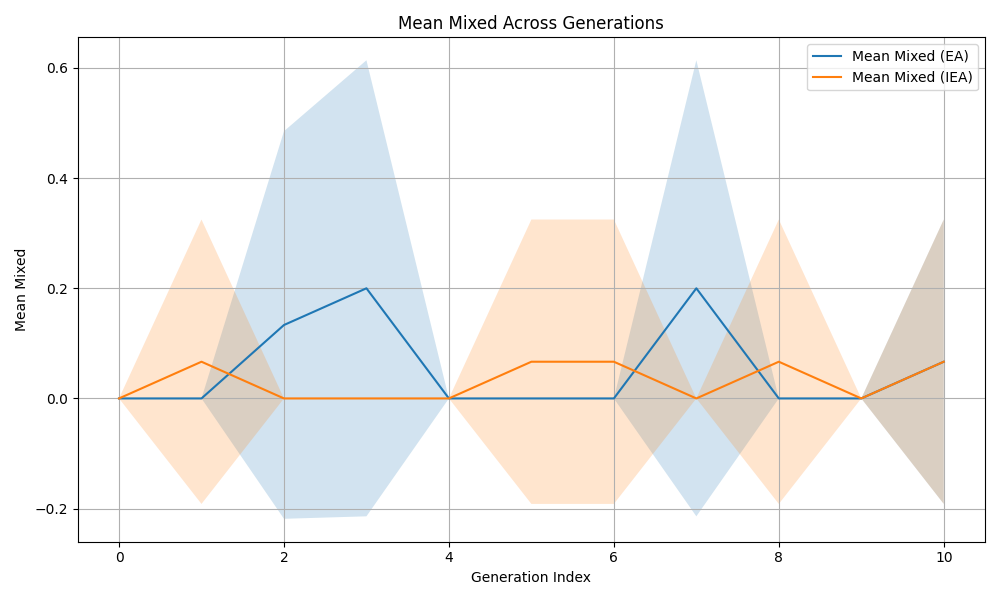 Mean Mixed Across Generations
Mean Mixed (EA)
Mean Mixed (IEA)
Mean Mixed
0.6
0.4
0.2
0.0
−0.2
0
2
4
6
8
10
Generation Index